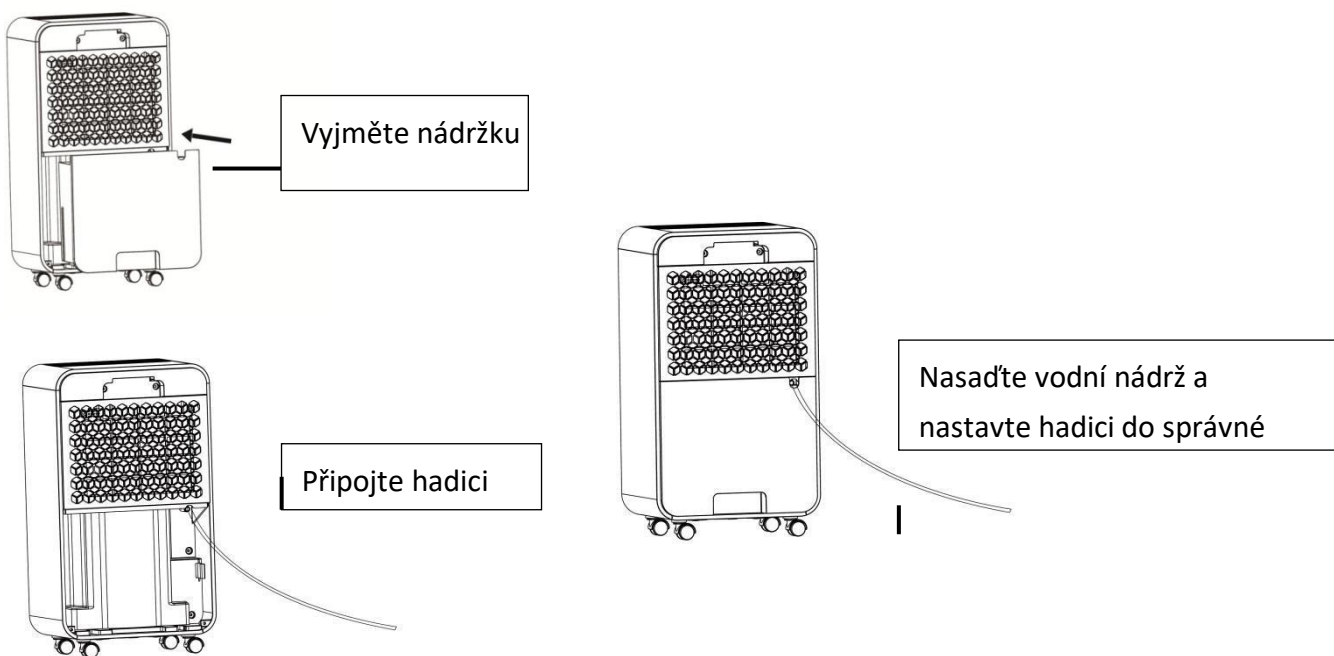 Vyjměte nádržku
Připojte hadici
Nasaďte vodní nádrž a
nastavte hadici do správné